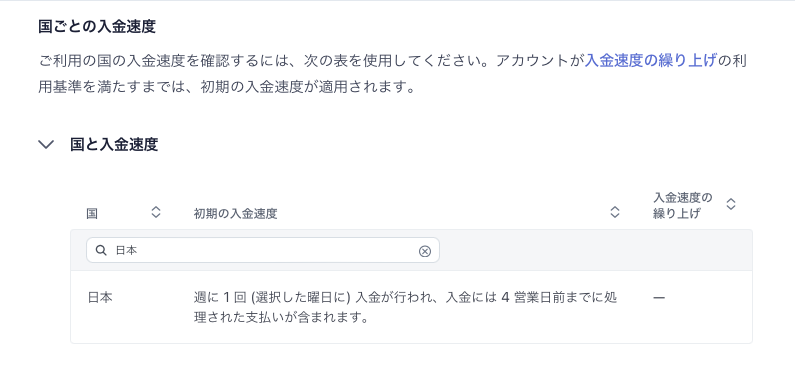 国ごとの入金速度
ご利用の国の入金速度を確認するには、次の表を使用してください。アカウントが入金速度の繰り上げの利
用基準を満たすまでは、初期の入金速度が適用されます。
国と入金速度
国
初期の入金速度
入金速度の
繰り上げ
日本
日本
週に 1 回 (選択した曜日に) 入金が行われ、入金には 4 営業日前までに処
理された支払いが含まれます。
—